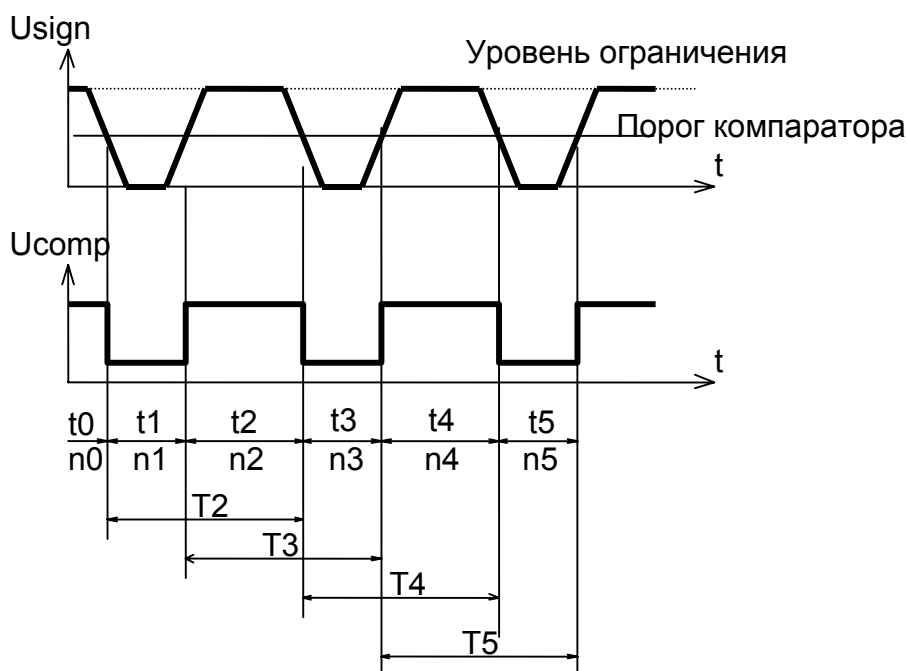 Usign
Уровень ограничения
Порог компаратора
t
Ucomp
t
t0 t1 t2 t3 t4 t5
n0 n1 n2 n3 n4 n5
T2
T3
T4
T5